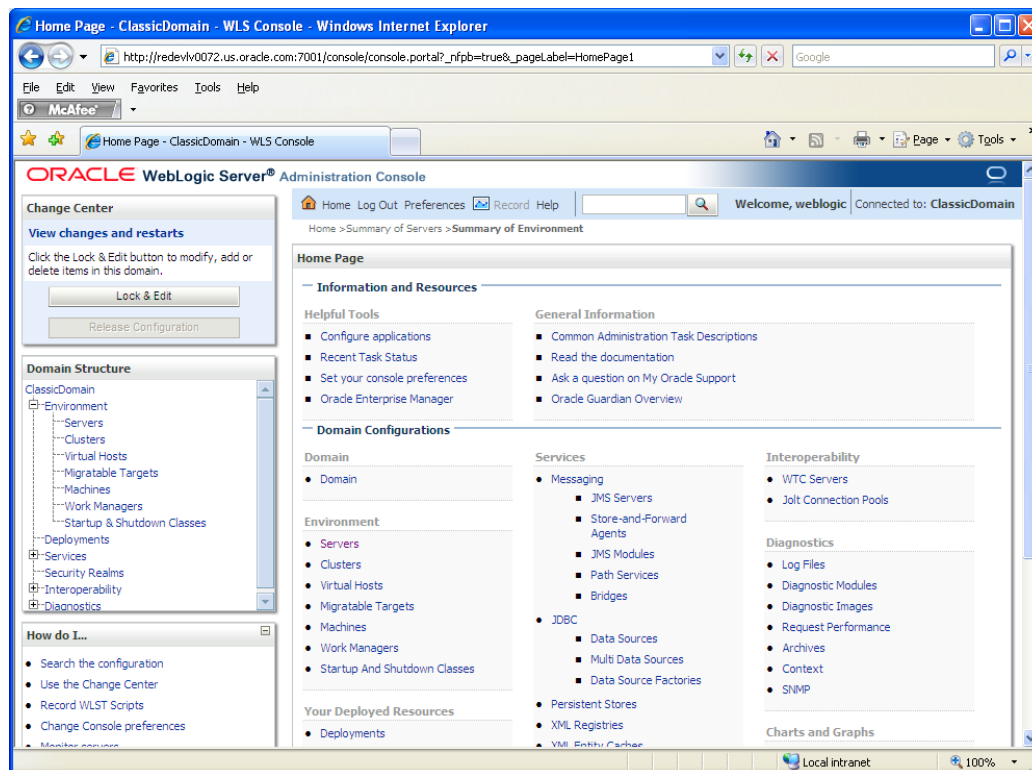 Home Page - ClassicDomain - WLS Console - Windows Internet Explorer
http://redevlv0072.us.oracle.com:7001/console/console.portal?_nfpb=true&_pageLabel=HomePage1
Google
File Edit View Favorites Tools Help
McAfee
Home Page - ClassicDomain - WLS Console
Page Tools
ORACLE WebLogic Server® Administration Console
Change Center
View changes and restarts
Click the Lock & Edit button to modify, add or
delete items in this domain.
Lock & Edit
Release Configuration
Domain Structure
ClassicDomain
Environment
Servers
Clusters
Virtual Hosts
Migratable Targets
Machines
Work Managers
Startup & Shutdown Classes
Deployments
Services
Security Realms
Interoperability
Diagnostics
How do I...
Search the configuration
Use the Change Center
Record WLST Scripts
Change Console preferences
Monitor servers
Home Log Out Preferences Record Help
Welcome, weblogic Connected to: ClassicDomain
Home >Summary of Servers >Summary of Environment
Home Page
Information and Resources
Helpful Tools
Configure applications
Recent Task Status
Set your console preferences
Oracle Enterprise Manager
General Information
Common Administration Task Descriptions
Read the documentation
Ask a question on My Oracle Support
Oracle Guardian Overview
Domain Configurations
Domain
Domain
Environment
Servers
Clusters
Virtual Hosts
Migratable Targets
Machines
Work Managers
Startup And Shutdown Classes
Your Deployed Resources
Deployments
Services
Messaging
JMS Servers
Store-and-Forward
Agents
JMS Modules
Path Services
Bridges
JDBC
Data Sources
Multi Data Sources
Data Source Factories
Persistent Stores
XML Registries
XML Entity Caches
Interoperability
WTC Servers
Jolt Connection Pools
Diagnostics
Log Files
Diagnostic Modules
Diagnostic Images
Request Performance
Archives
Context
SNMP
Charts and Graphs
Local intranet
100%